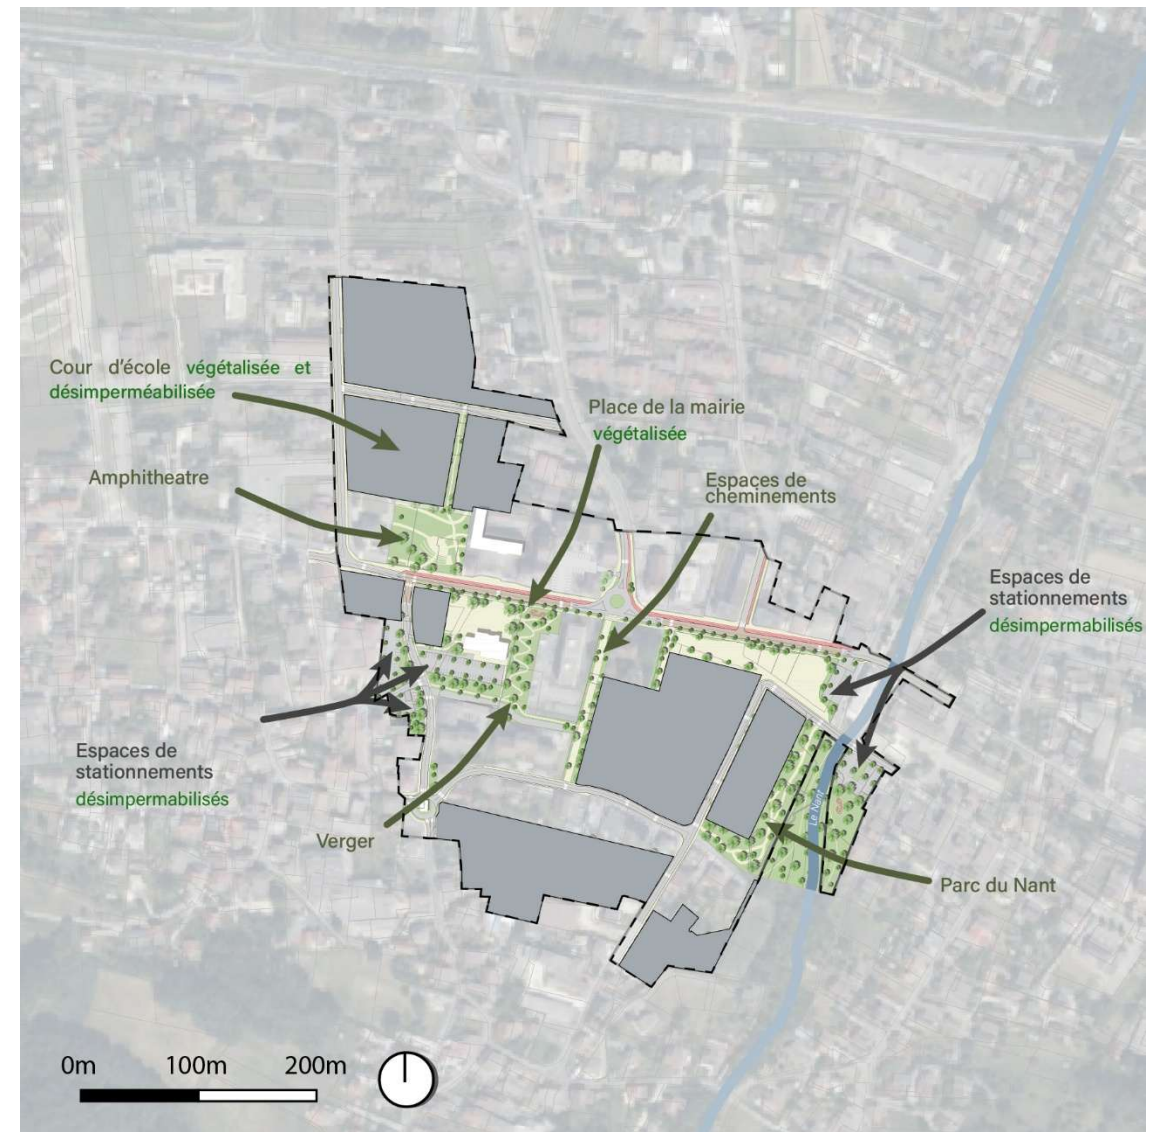 Cour d'école végétalisée et
désimperméabilisée
Place de la mairie
végétalisée
Amphitheatre
Espaces de
cheminements
Espaces de
stationnements
désimpermabilisés
Espaces de
stationnements
désimpermabilisés
Le Nant
Verger
Parc du Nant
0m 100m 200m